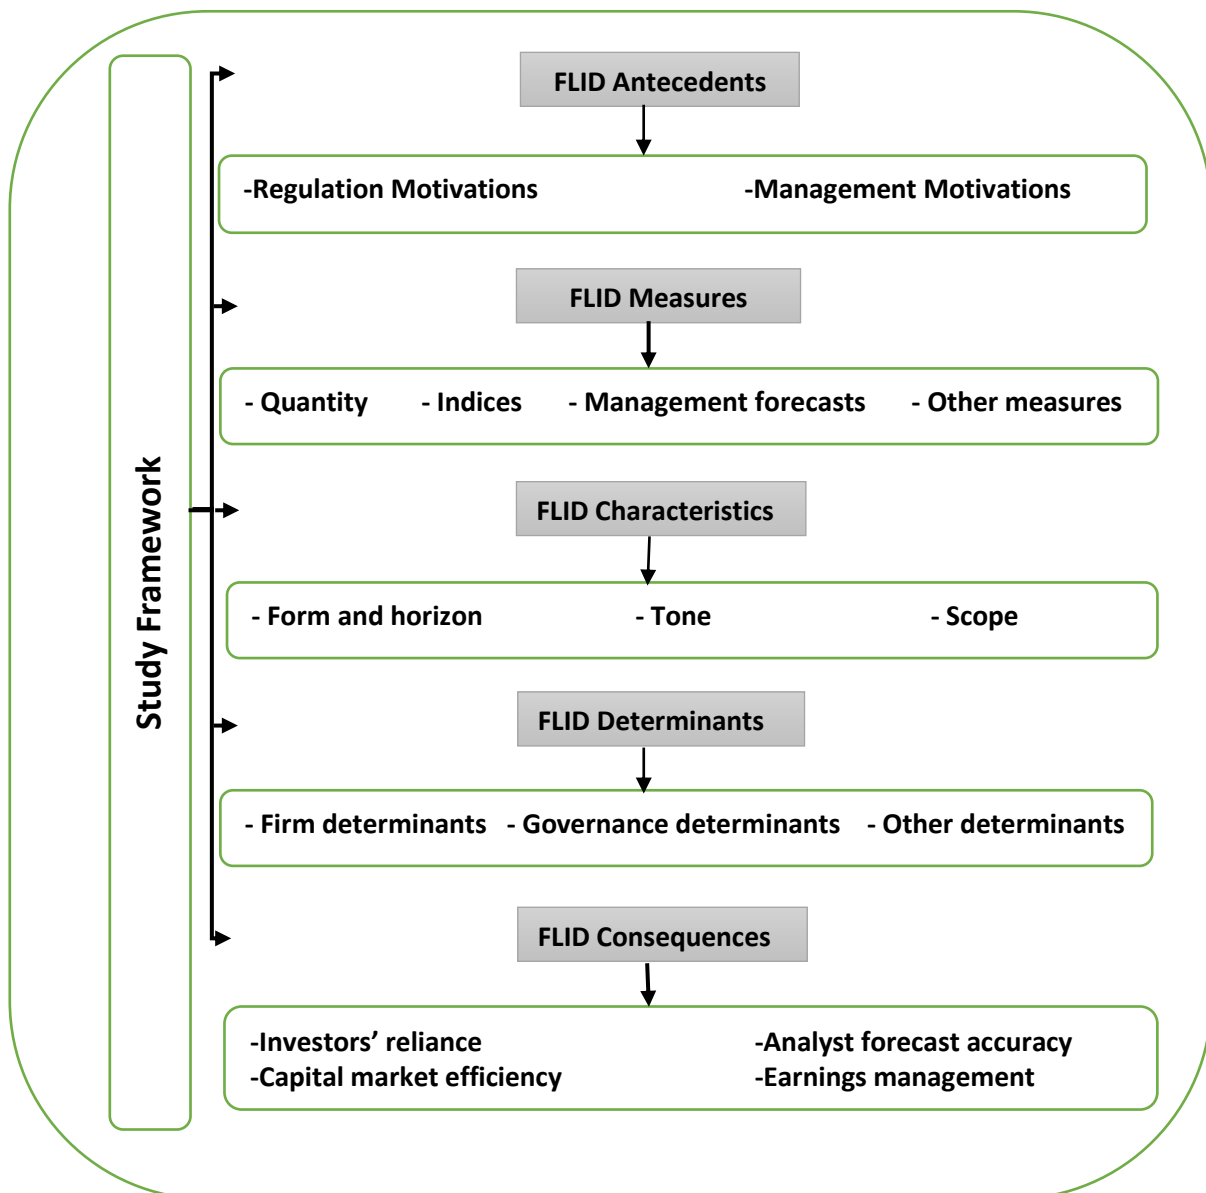 Study Framework
FLID Antecedents
-Regulation Motivations -Management Motivations
FLID Measures
- Quantity - Indices - Management forecasts - Other measures
FLID Characteristics
- Form and horizon - Tone - Scope
FLID Determinants
- Firm determinants - Governance determinants - Other determinants
FLID Consequences
-Investors’ reliance -Analyst forecast accuracy
-Capital market efficiency -Earnings management